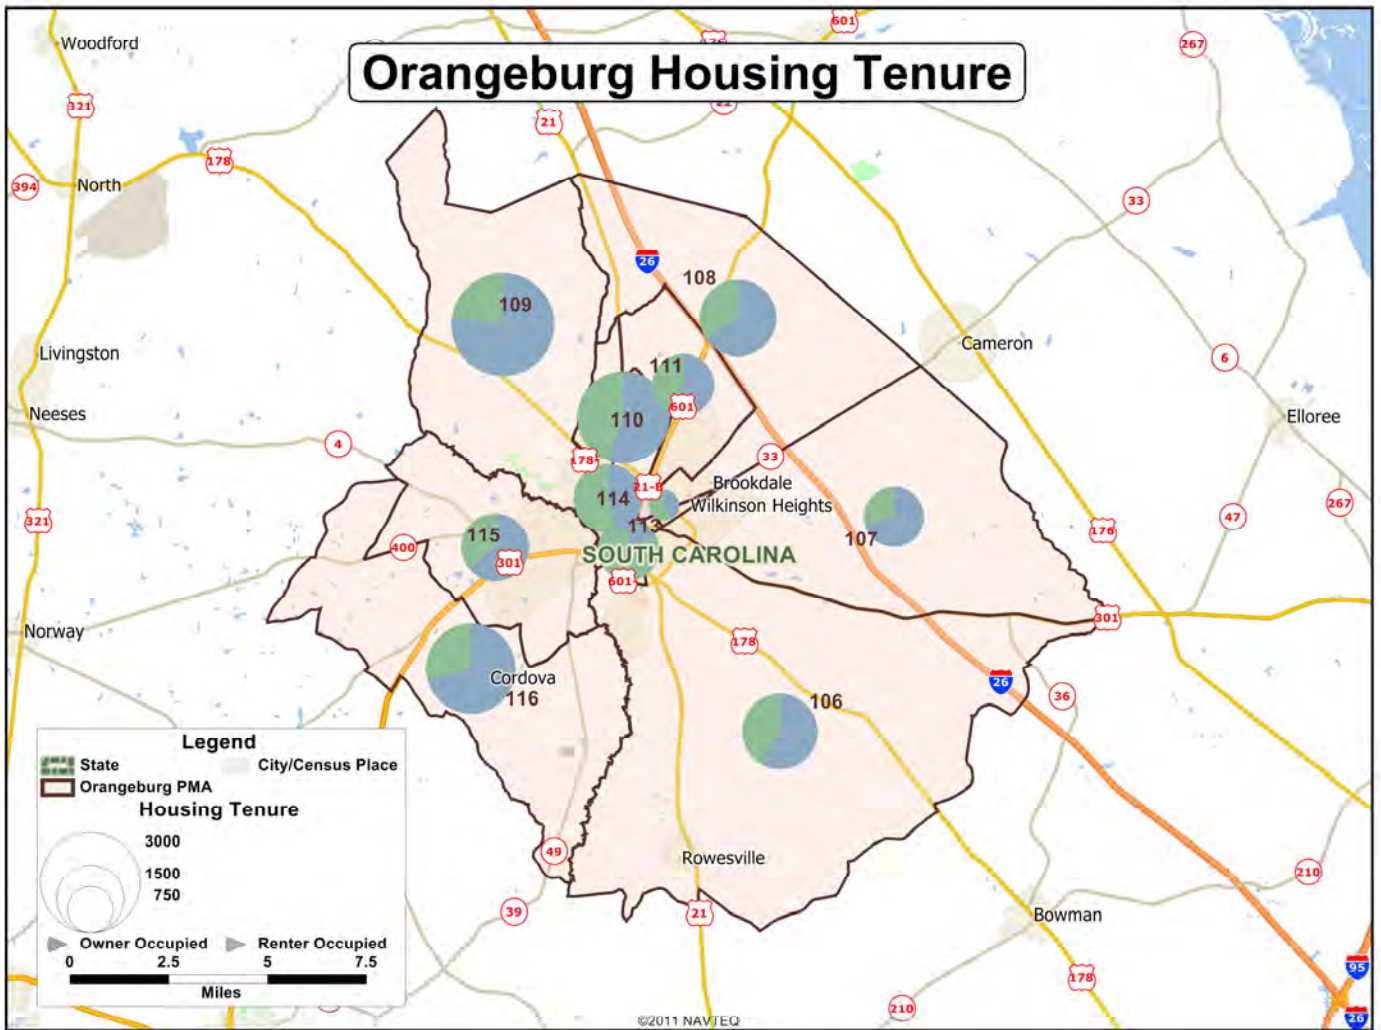 Orangeburg Housing Tenure
Woodford
601
267
321
21
22
178
394
North
33
26
108
109
Livingston
Cameron
6
111
Neeses
601
110
Elloree
4
178
33
21-B
Brookdale
114
Wilkinson Heights
267
321
113
47
176
115
107
400
SOUTH CAROLINA
301
601
301
Norway
178
Cordova
26
116
36
106
Legend
State
City/Census Place
Orangeburg PMA
Housing Tenure
3000
1500
750
49
Rowesville
210
39
21
Bowman
Owner Occupied
Renter Occupied
0 2.5 5 7.5
Miles
178
95
210
26
©2011 NAVTEQ